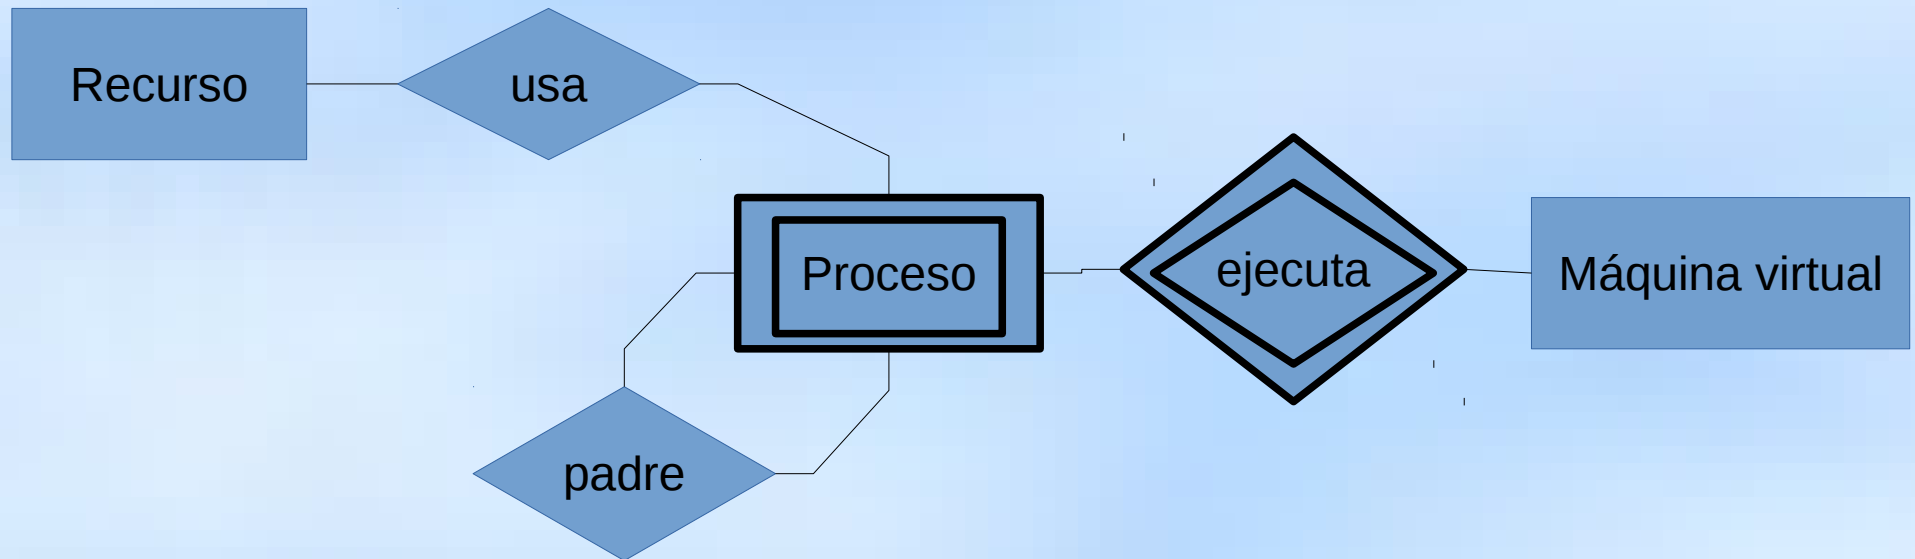 Recurso
usa
Proceso
ejecuta
Máquina virtual
padre